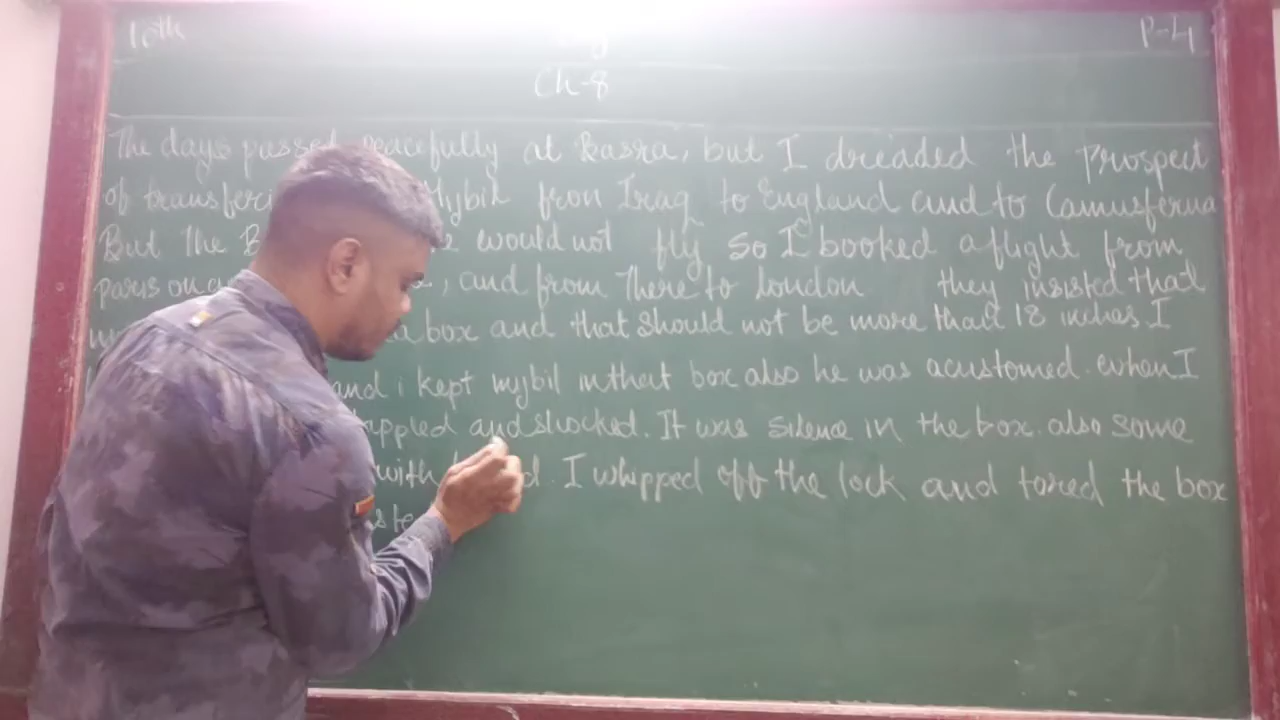 10th P-4
Ch-8
The days passed peacefully at Basra, but I dreaded the prospect
of transferi Mybil fron Iraq to England and to Camusferna
But The B would not fly so I booked a flight from
paris on , and from There to London they insisted that
box and that should not be more than 18 inches I
and i kept mybil in that box also he was acustomed. when I
appled and shocked. It was silence in the box. also some
with d. I whipped off the lock and tored the box